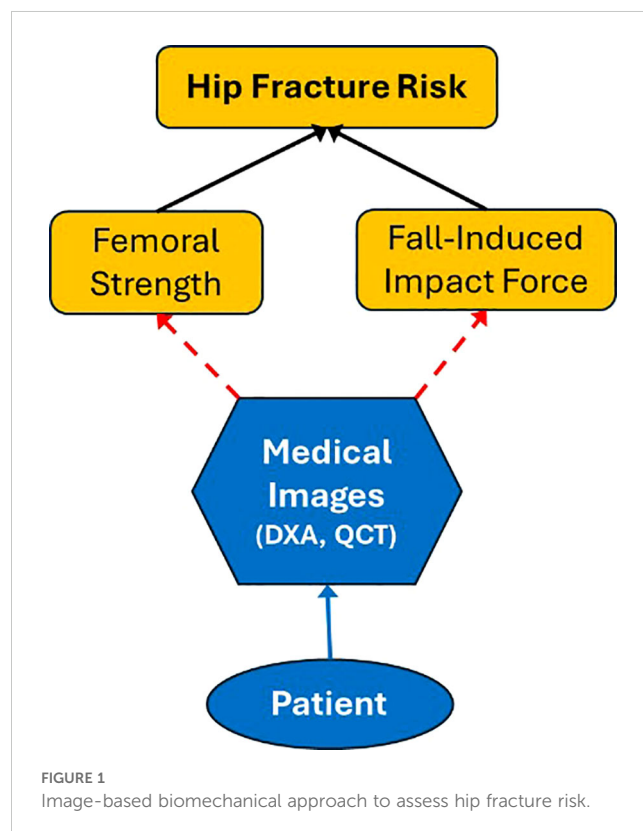 Hip Fracture Risk
Femoral
Strength
Fall-Induced
Impact Force
Medical
Images
(DXA, QCT)
Patient
FIGURE 1
Image-based biomechanical approach to assess hip fracture risk.